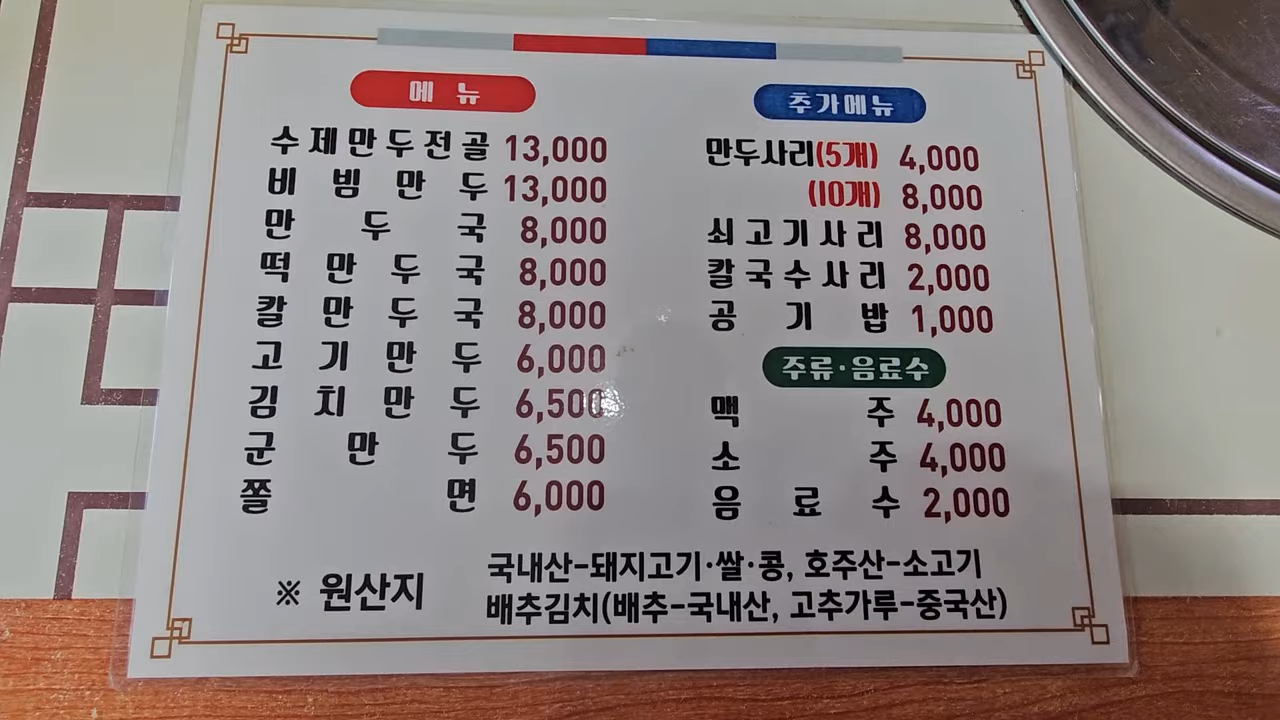 메뉴
수제만두전골 13,000
비빔만두 13,000
만두국 8,000
떡만두국 8,000
칼만두국 8,000
고기만두 6,000
김치만두 6,500
군만두 6,500
쫄면 6,000
추가메뉴
만두사리(5개) 4,000
(10개) 8,000
쇠고기사리 8,000
칼국수사리 2,000
공기밥 1,000
주류·음료수
맥주 4,000
소주 4,000
음료수 2,000
※ 원산지
국내산-돼지고기·쌀·콩, 호주산-소고기
배추김치(배추-국내산, 고추가루-중국산)